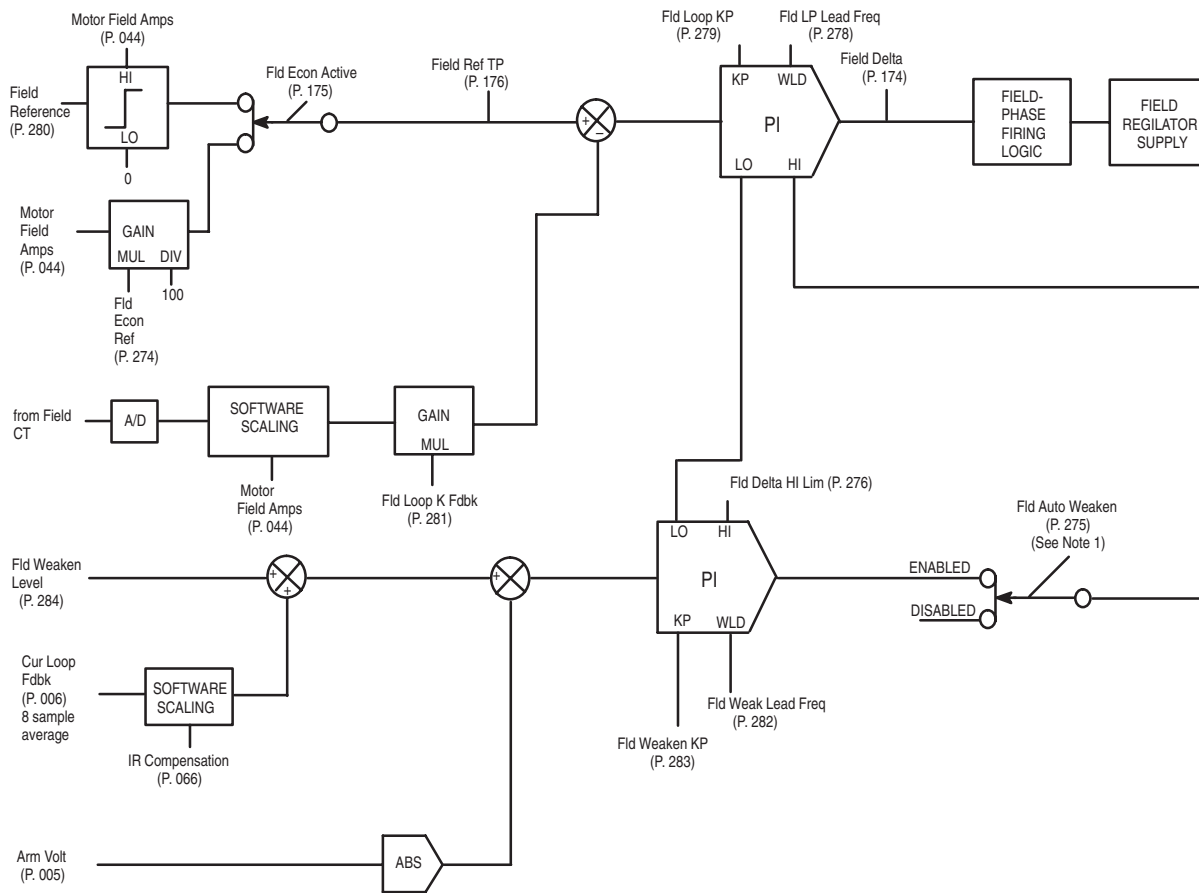 Motor Field Amps
(P. 044)
HI
LO
0
Field
Reference
(P. 280)
Fld Econ Active
(P. 175)
Field Ref TP
(P. 176)
+
−
Fld Loop KP
(P. 279)
Fld LP Lead Freq
(P. 278)
KP
WLD
PI
LO
HI
Field Delta
(P. 174)
FIELD-
PHASE
FIRING
LOGIC
FIELD
REGILATOR
SUPPLY
Motor
Field
Amps
(P. 044)
GAIN
MUL
DIV
100
Fld
Econ
Ref
(P. 274)
from Field
CT
A/D
SOFTWARE
SCALING
Motor
Field Amps
(P. 044)
GAIN
MUL
Fld Loop K Fdbk
(P. 281)
Fld Delta HI Lim (P. 276)
LO
HI
PI
KP
WLD
Fld Weak Lead Freq
(P. 282)
Fld Weaken KP
(P. 283)
Fld Auto Weaken
(P. 275)
(See Note 1)
ENABLED
DISABLED
Fld Weaken
Level
(P. 284)
+
+
+
Cur Loop
Fdbk
(P. 006)
8 sample
average
SOFTWARE
SCALING
IR Compensation
(P. 066)
Arm Volt
(P. 005)
ABS